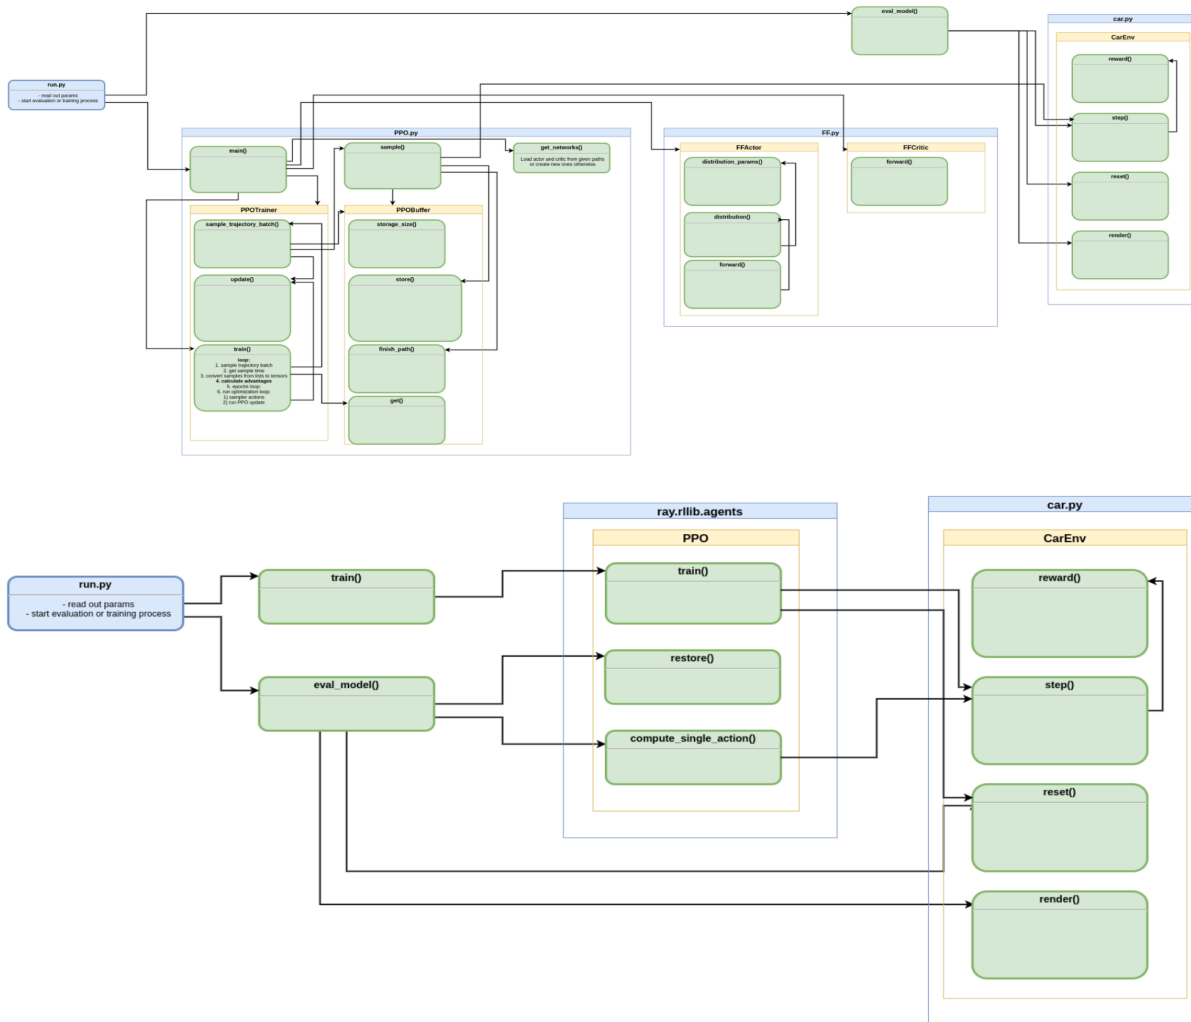 eval_model()
car.py
CarEnv
reward()
step()
reset()
render()
run.py
- read out params
- start evaluation or training process
PPO.py
main()
sample()
get_networks()
Load actor and critic from given paths
or create new ones otherwise.
PPOTrainer
sample_trajectory_batch()
update()
train()
loop:
1. sample trajectory batch
2. get sample time
3. convert samples from lists to tensors
4. calculate advantages
5. epochs loop:
6. run optimization loop:
1) sampler actions
2) run PPO update
PPOBuffer
storage_size()
store()
finish_path()
get()
FF.py
FFActor
distribution_params()
distribution()
forward()
FFCritic
forward()
run.py
- read out params
- start evaluation or training process
train()
eval_model()
ray.rllib.agents
PPO
train()
restore()
compute_single_action()
car.py
CarEnv
reward()
step()
reset()
render()